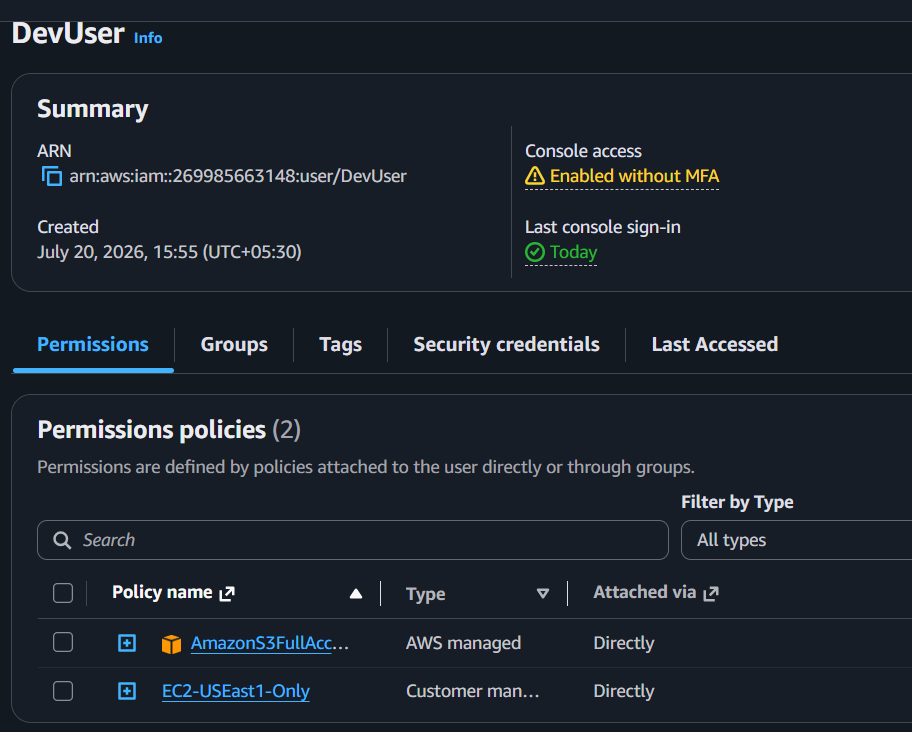 DevUser Info
Summary
ARN
arn:aws:iam::269985663148:user/DevUser
Created
July 20, 2026, 15:55 (UTC+05:30)
Console access
Enabled without MFA
Last console sign-in
Today
Permissions
Groups
Tags
Security credentials
Last Accessed
Permissions policies (2)
Permissions are defined by policies attached to the user directly or through groups.
Filter by Type
Search
All types
Policy name
Type
Attached via
AmazonS3FullAcc...
AWS managed
Directly
EC2-USEast1-Only
Customer man...
Directly